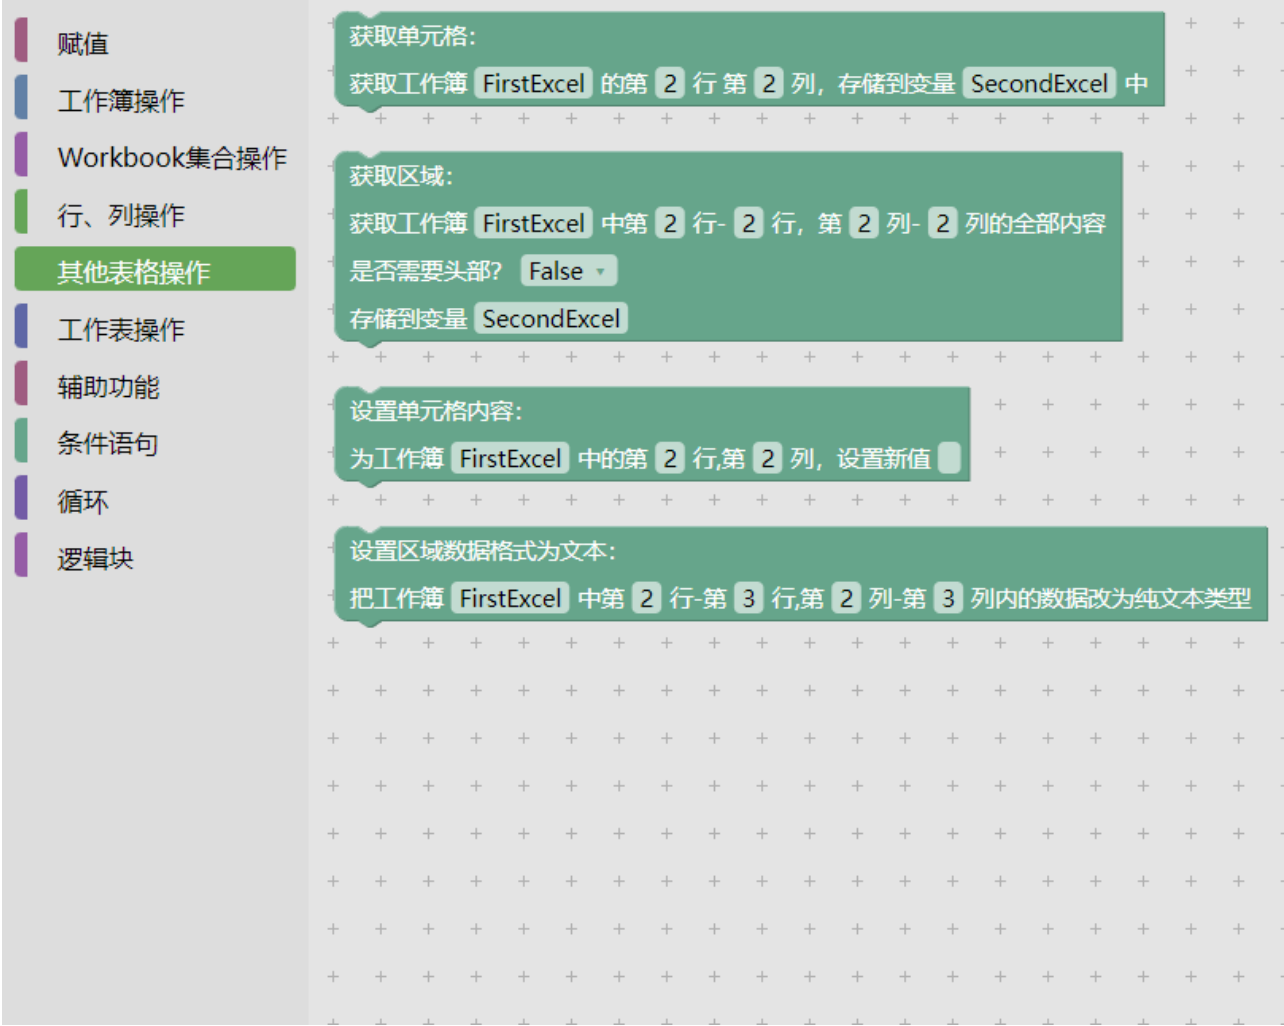 赋值
工作簿操作
Workbook集合操作
行、列操作
其他表格操作
工作表操作
辅助功能
条件语句
循环
逻辑块
获取单元格：
获取工作簿 FirstExcel 的第 2 行 第 2 列，存储到变量 SecondExcel 中
获取区域：
获取工作簿 FirstExcel 中第 2 行- 2 行，第 2 列- 2 列的全部内容
是否需要头部？ False
存储到变量 SecondExcel
设置单元格内容：
为工作簿 FirstExcel 中的第 2 行,第 2 列，设置新值
设置区域数据格式为文本：
把工作簿 FirstExcel 中第 2 行-第 3 行,第 2 列-第 3 列内的数据改为纯文本类型